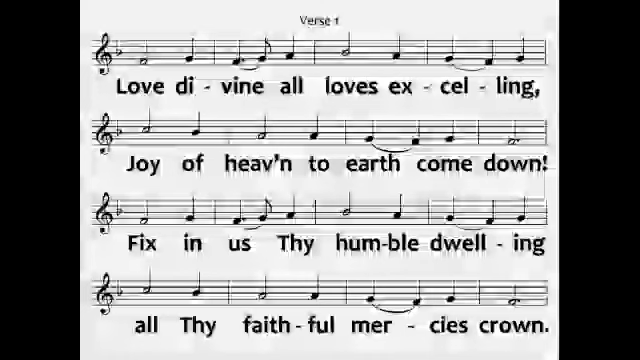 Verse 1
Love di - vine all loves ex - cel - ling,
Joy of heav'n to earth come down!
Fix in us Thy hum-ble dwell - ing
all Thy faith - ful mer - cies crown.